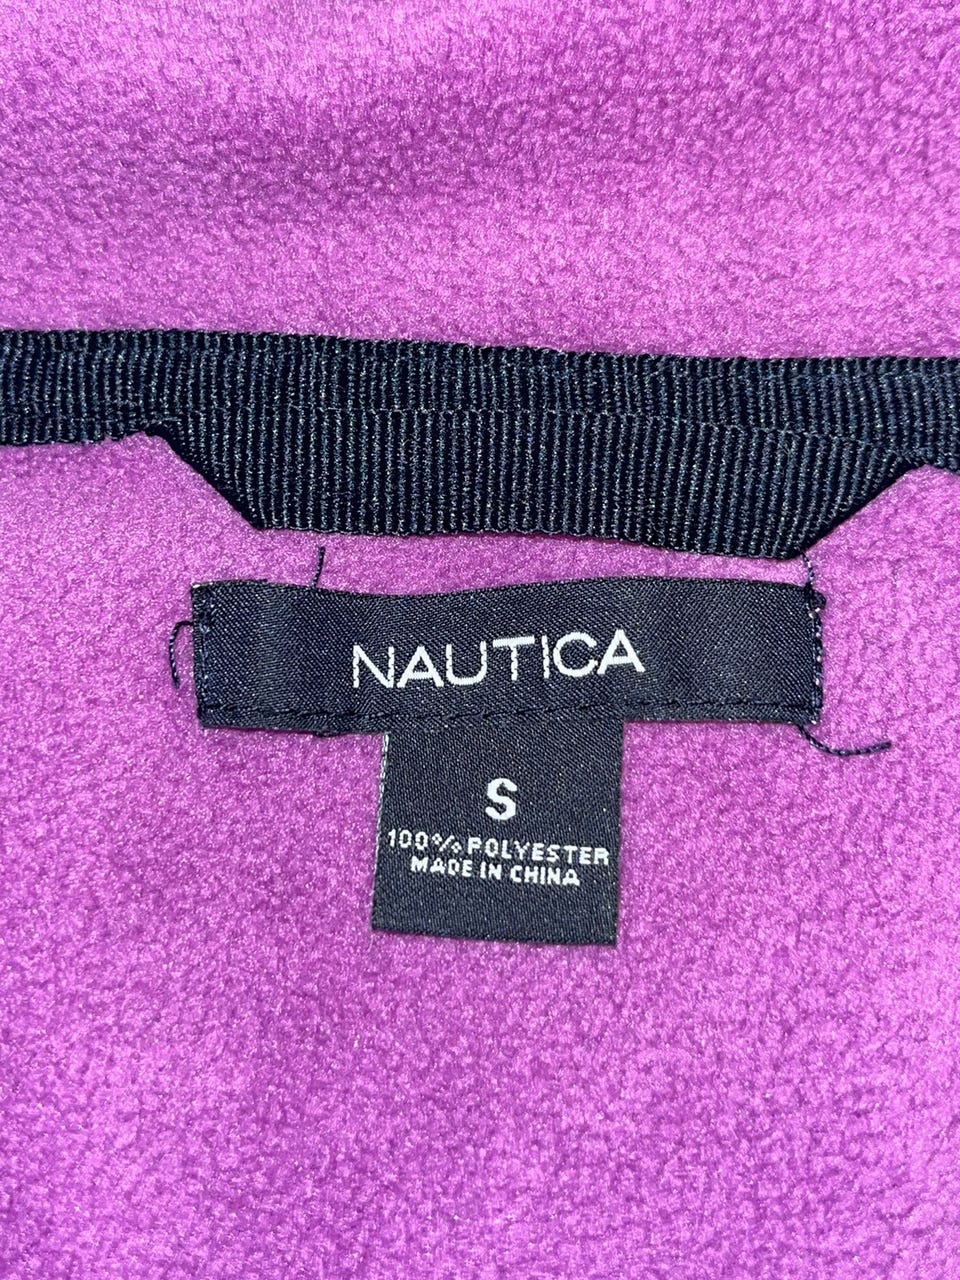 NAUTICA
S
100% POLYESTER
MADE IN CHINA